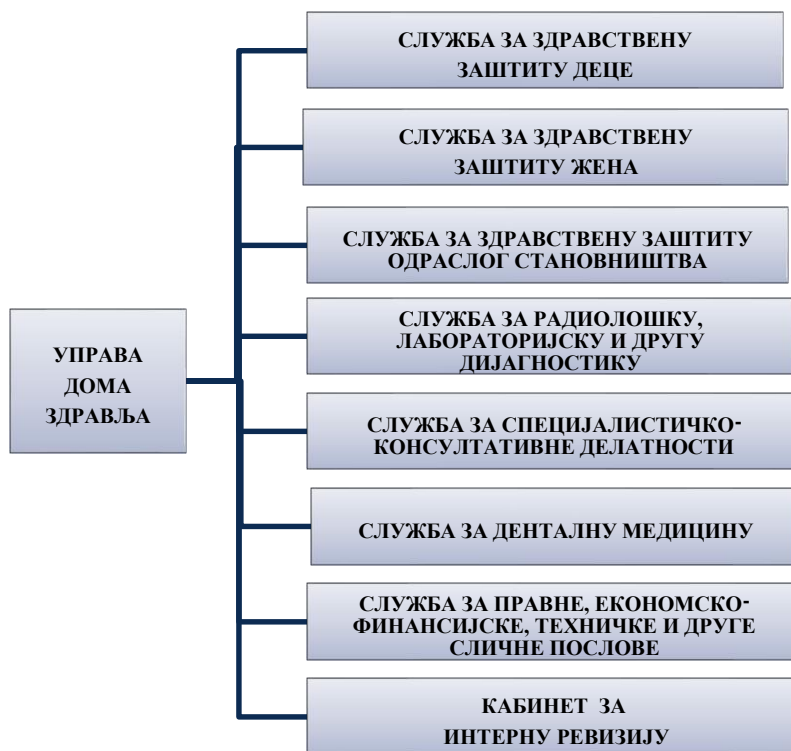 СЛУЖБА ЗА ЗДРАВСТВЕНУ
ЗАШТИТУ ДЕЦЕ
СЛУЖБА ЗА ЗДРАВСТВЕНУ
ЗАШТИТУ ЖЕНА
СЛУЖБА ЗА ЗДРАВСТВЕНУ ЗАШТИТУ
ОДРАСЛОГ СТАНОВНИШТВА
УПРАВА
ДОМА
ЗДРАВЉА
СЛУЖБА ЗА РАДИОЛОШКУ,
ЛАБОРАТОРИЈСКУ И ДРУГУ
ДИЈАГНОСТИКУ
СЛУЖБА ЗА СПЕЦИЈАЛИСТИЧКО-
КОНСУЛТАТИВНЕ ДЕЛАТНОСТИ
СЛУЖБА ЗА ДЕНТАЛНУ МЕДИЦИНУ
СЛУЖБА ЗА ПРАВНЕ, ЕКОНОМСКО-
ФИНАНСИЈСКЕ, ТЕХНИЧКЕ И ДРУГЕ
СЛИЧНЕ ПОСЛОВЕ
КАБИНЕТ ЗА
ИНТЕРНУ РЕВИЗИЈУ